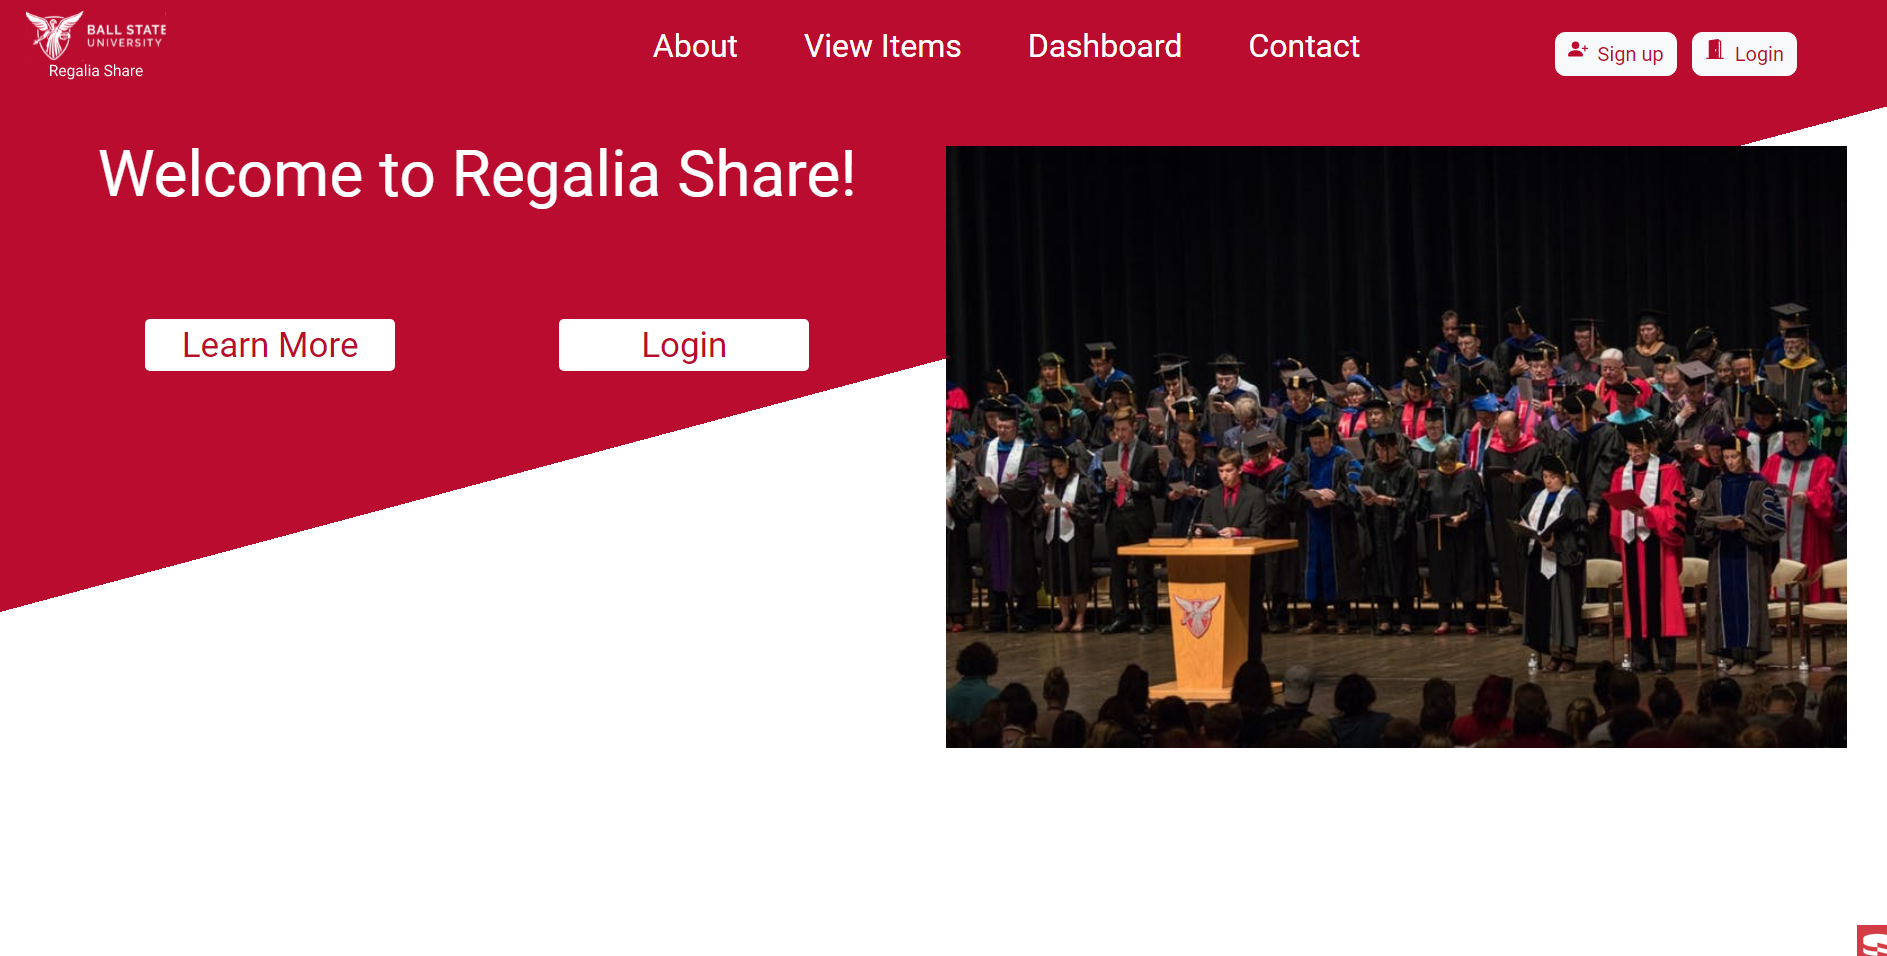 BALL STATE
UNIVERSITY
Regalia Share
About
View Items
Dashboard
Contact
Sign up
Login
Welcome to Regalia Share!
Learn More
Login